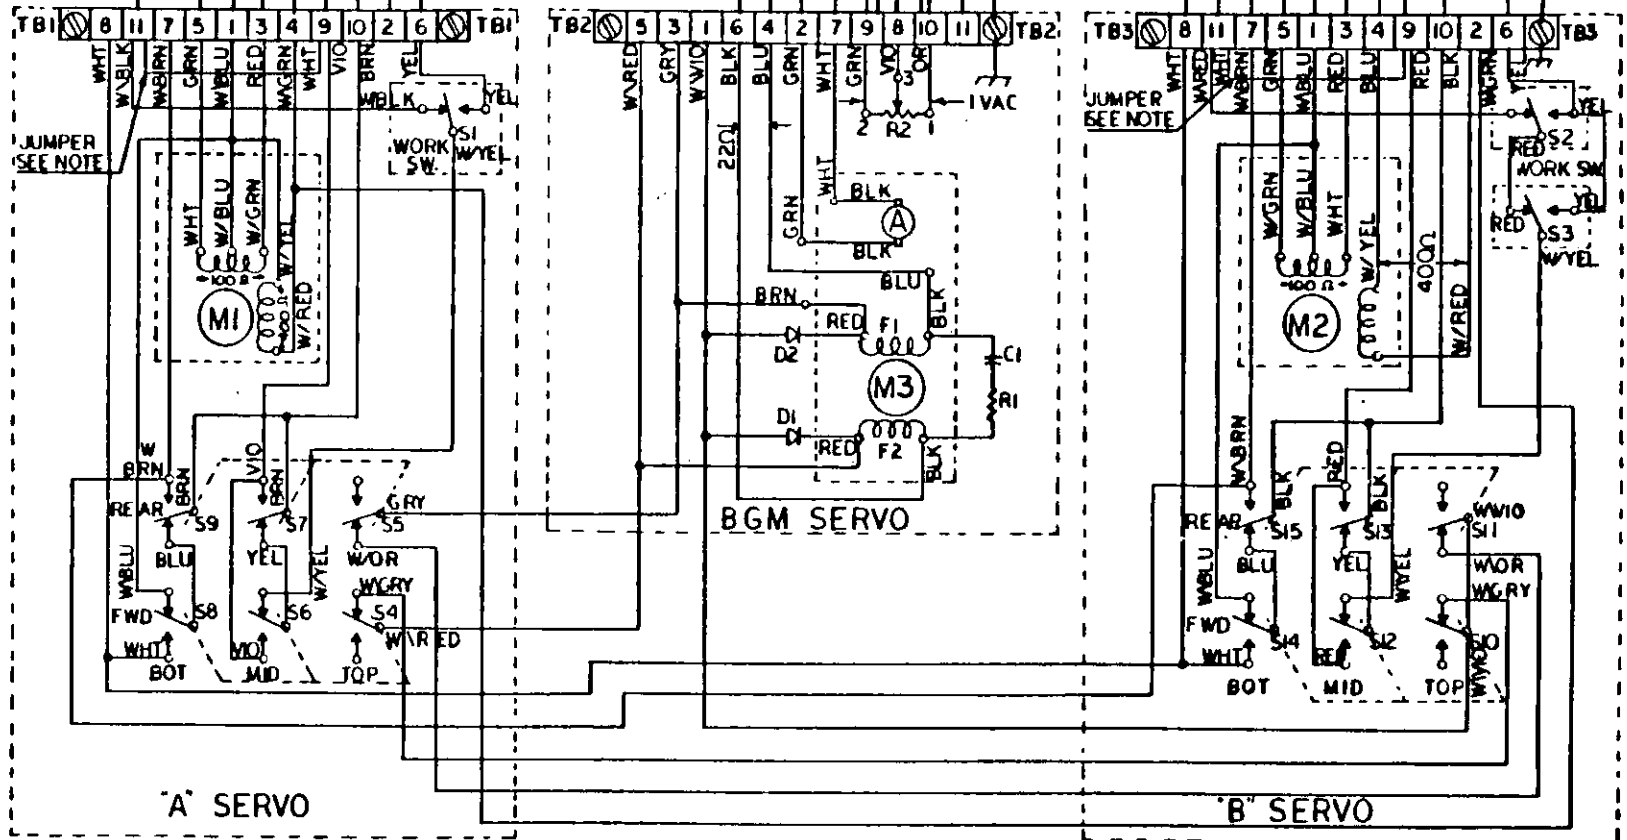 TB1 8 11 7 5 1 3 4 9 10 2 6 TB1
TB2 5 3 1 6 4 2 7 9 8 10 11 TB2
TB3 8 11 7 5 1 3 4 9 10 2 6 TB3
WHT W/BLK W/BRN GRN W/BLU RED W/GRN WHT VIO BRN YEL
W/RED GRY W/VIO BLK BLU GRN WHT GRN VIO OR
WHT W/RED WHT W/BRN GRN W/BLU RED BLU RED BLK W/GRN YEL
JUMPER
SEE NOTE
W/BLK YEL
S1
WORK
SW.
W/YEL
3
1 VAC
2 R2 1
22Ω
JUMPER
SEE NOTE
YEL
S2
RED
WORK SW.
YEL
RED S3
W/YEL
WHT W/BLU W/GRN W/YEL
100 Ω
M1
100 Ω
W/RED
WHT BLK
A
GRN BLK
BLU
BRN
RED F1 BLK
D2
C1
M3
R1
D1
RED F2 BLK
W/GRN W/BLU WHT W/YEL
400Ω
100 Ω
M2
W/RED
W
BRN
BRN VIO BRN
GRY
REAR S9 S7 S5
BLU YEL W/OR
W/BLU W/YEL W/GRY
FWD S8 S6 S4
W/RED
WHT VIO
BOT MID TOP
BGM SERVO
W/BRN BLK RED BLK
W/VIO
REAR S15 S13 S11
BLU YEL W/OR
W/BLU W/YEL W/GRY
FWD S14 S12 S10
WHT RED W/VIO
BOT MID TOP
"A" SERVO
"B" SERVO